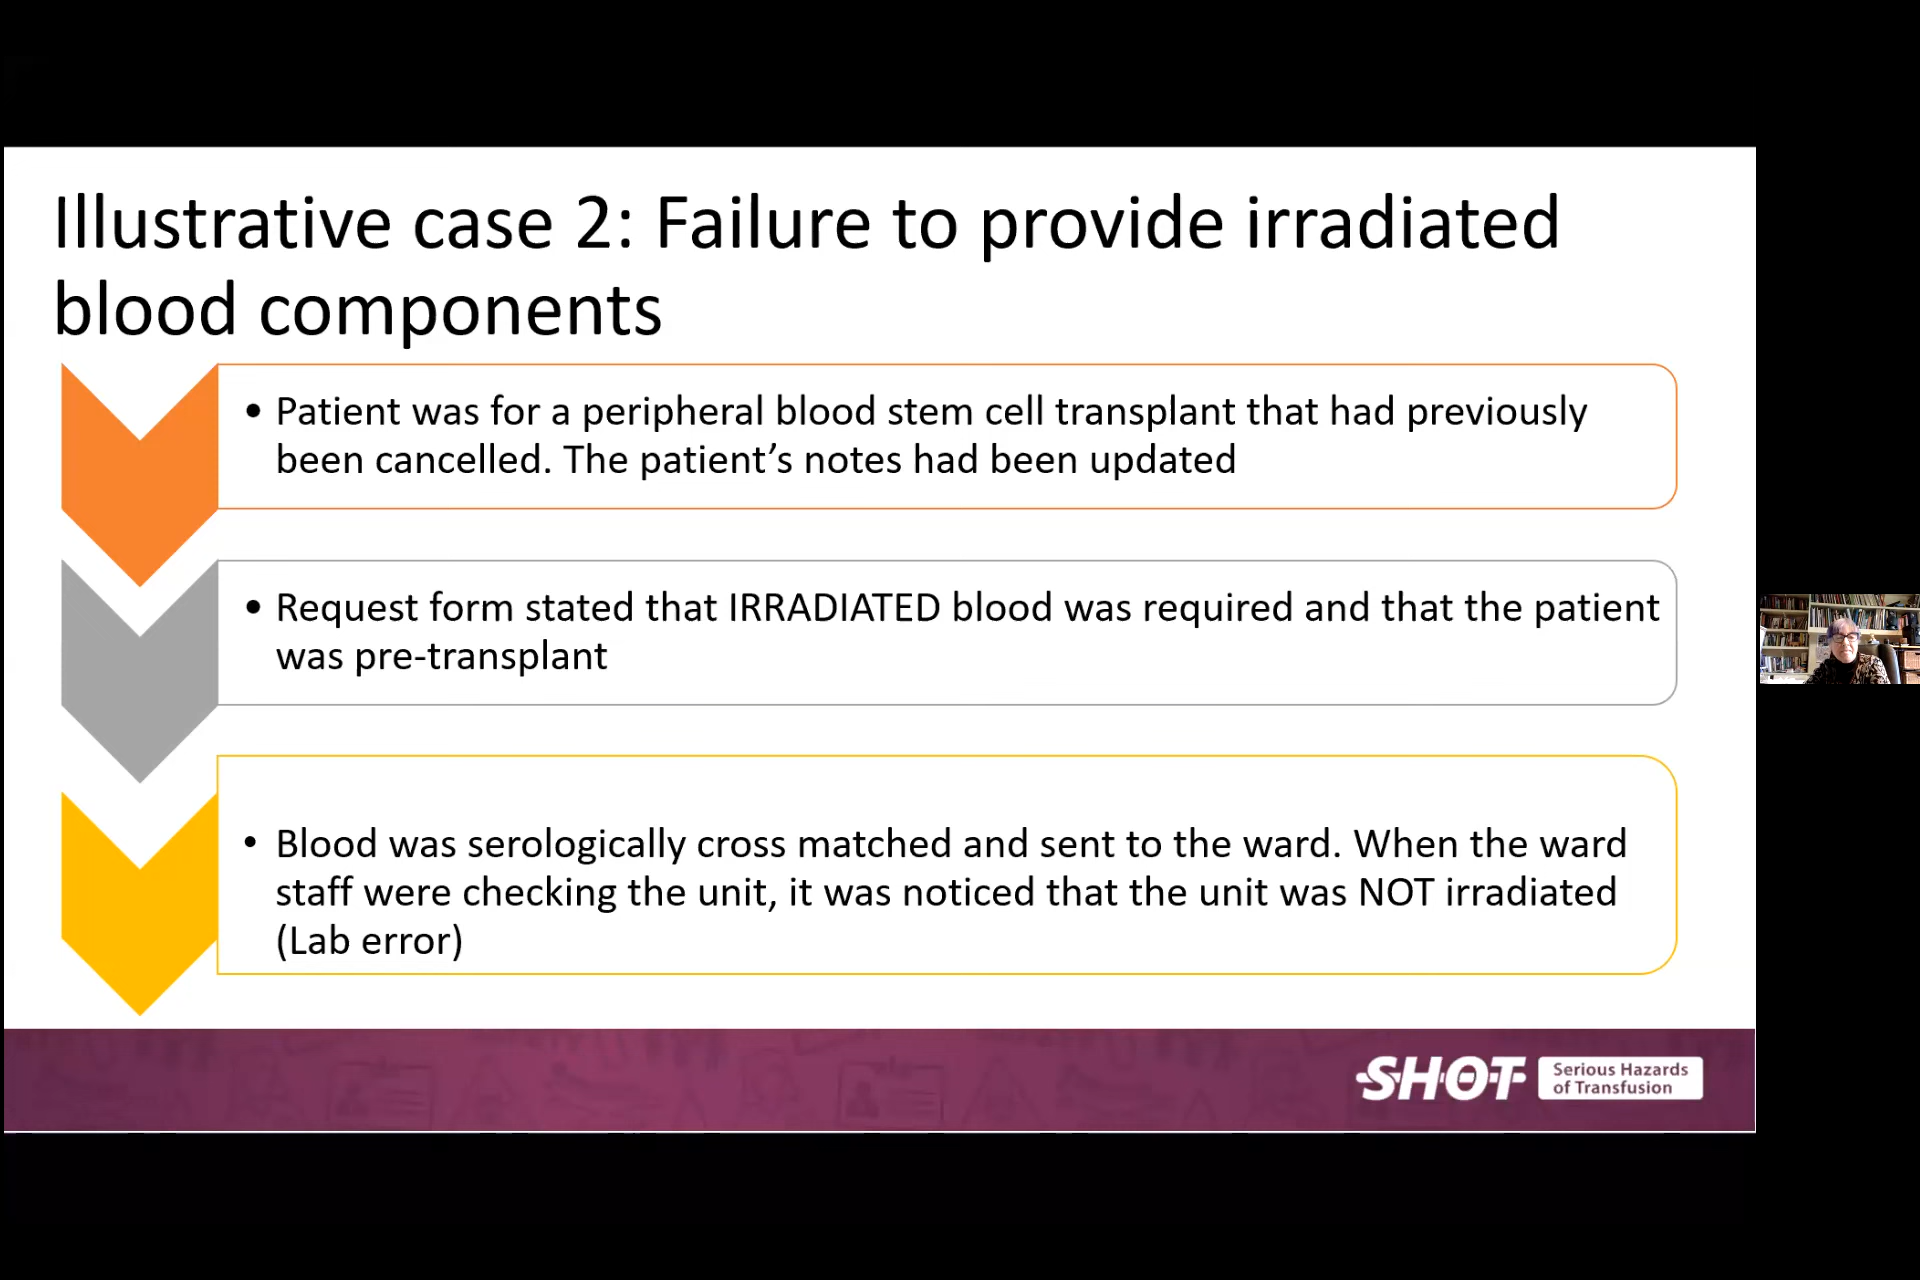 Illustrative case 2: Failure to provide irradiated
blood components
• Patient was for a peripheral blood stem cell transplant that had previously
been cancelled. The patient’s notes had been updated
• Request form stated that IRRADIATED blood was required and that the patient
was pre-transplant
• Blood was serologically cross matched and sent to the ward. When the ward
staff were checking the unit, it was noticed that the unit was NOT irradiated
(Lab error)
SHOT
Serious Hazards
of Transfusion